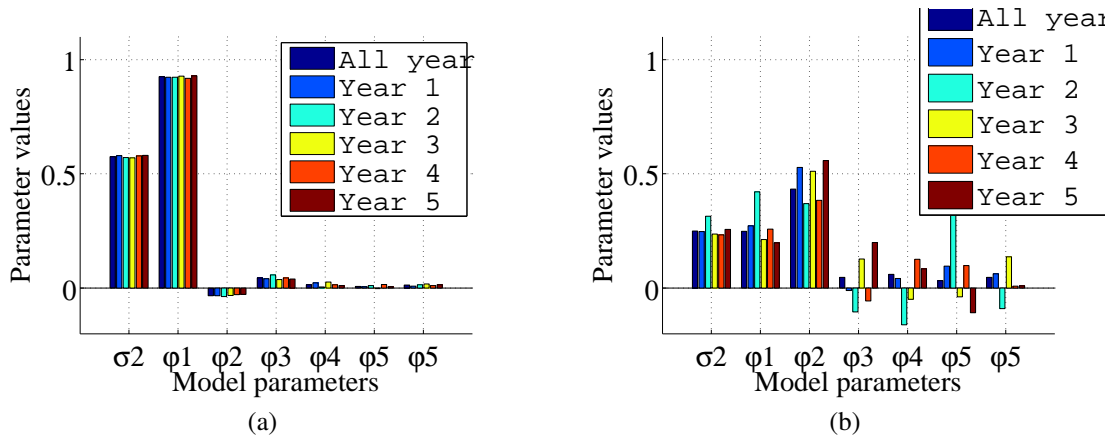 1
0.5
0
Parameter values
σ2 φ1 φ2 φ3 φ4 φ5 φ5
Model parameters
All year
Year 1
Year 2
Year 3
Year 4
Year 5
(a)
1
0.5
0
Parameter values
σ2 φ1 φ2 φ3 φ4 φ5 φ5
Model parameters
All year
Year 1
Year 2
Year 3
Year 4
Year 5
(b)